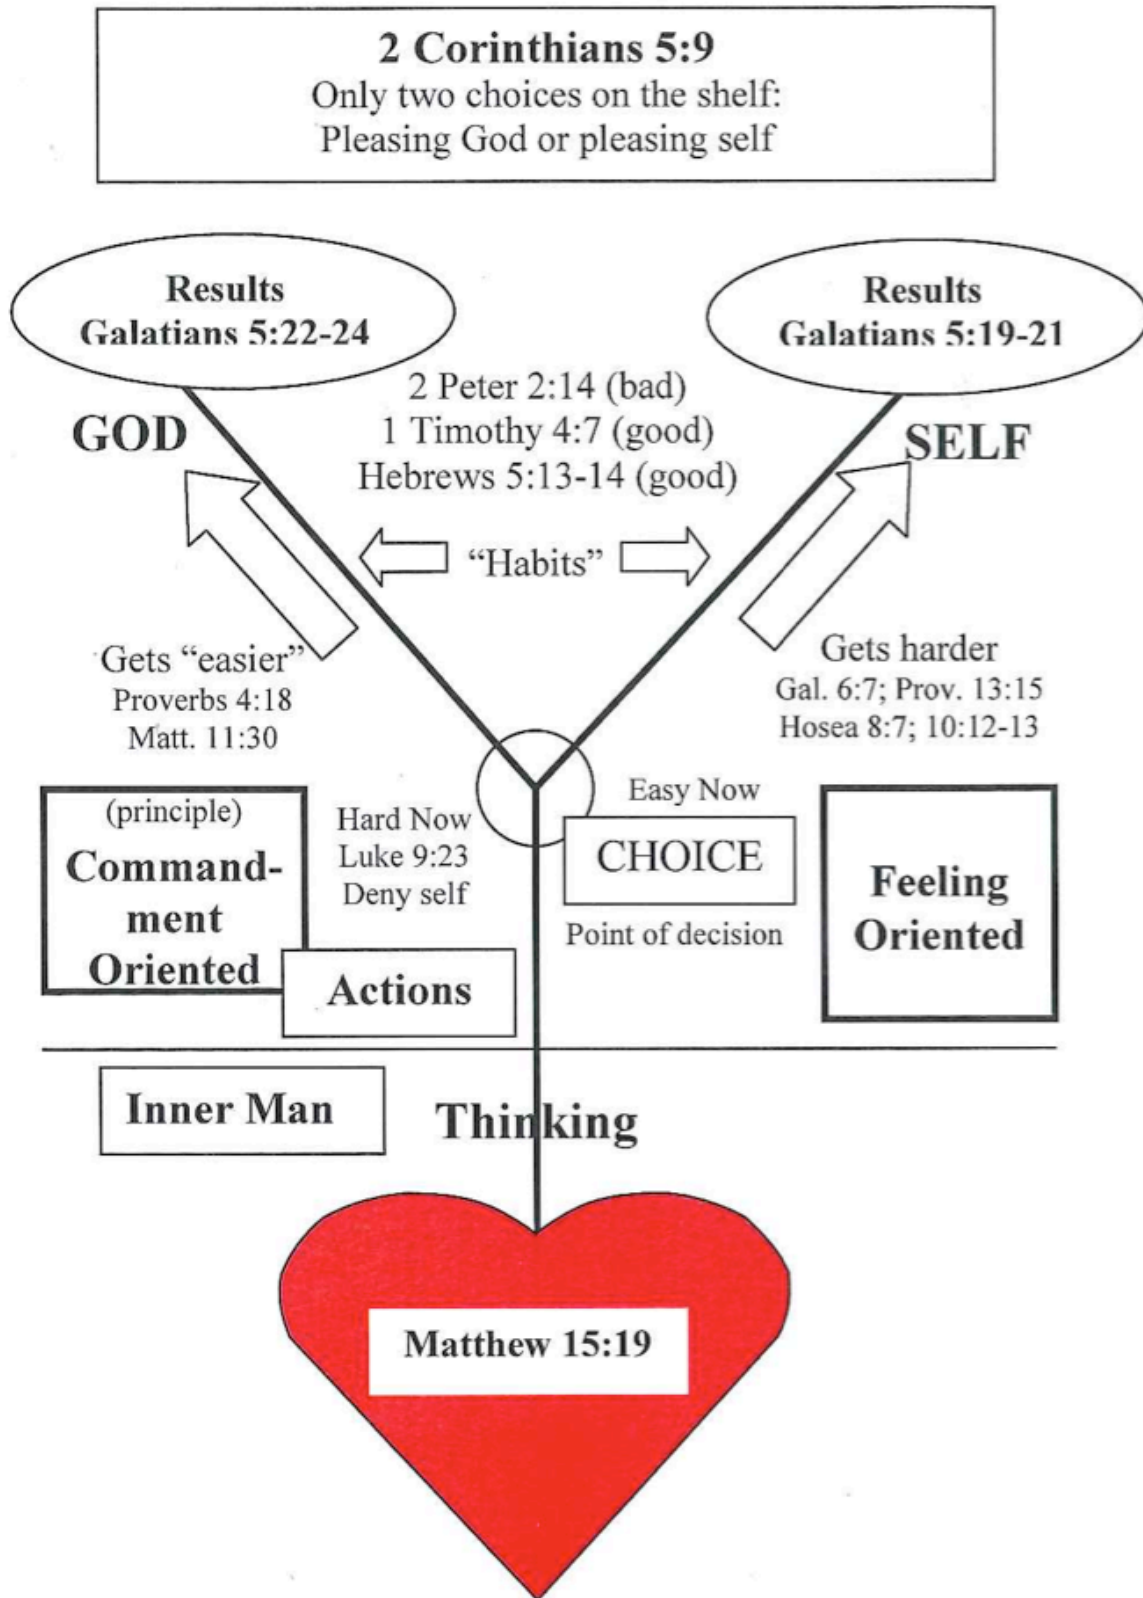 2 Corinthians 5:9
Only two choices on the shelf:
Pleasing God or pleasing self
Results
Galatians 5:22-24
Results
Galatians 5:19-21
2 Peter 2:14 (bad)
1 Timothy 4:7 (good)
Hebrews 5:13-14 (good)
GOD
SELF
“Habits”
Gets “easier”
Proverbs 4:18
Matt. 11:30
Gets harder
Gal. 6:7; Prov. 13:15
Hosea 8:7; 10:12-13
(principle)
Command-
ment
Oriented
Hard Now
Luke 9:23
Deny self
Easy Now
CHOICE
Point of decision
Feeling
Oriented
Actions
Inner Man
Thinking
Matthew 15:19